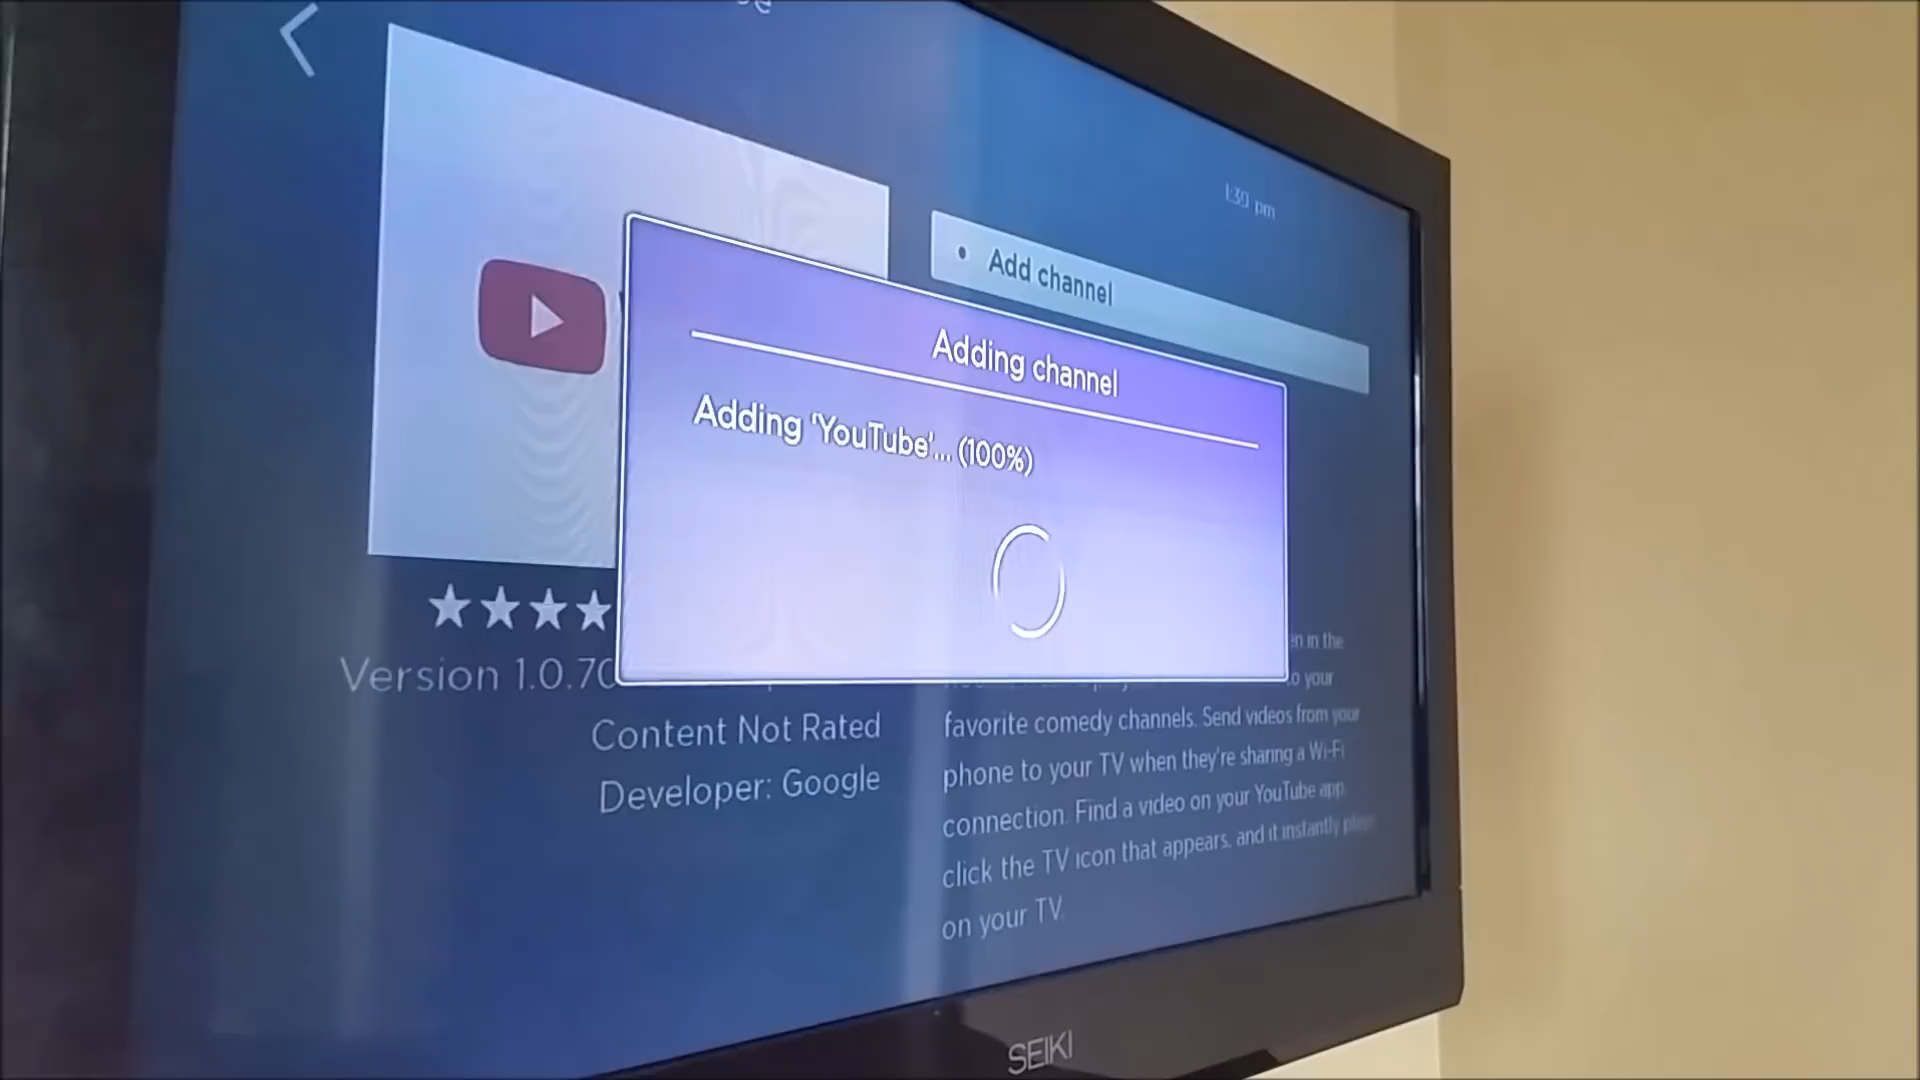 1:30 pm
Add channel
Adding channel
Adding 'YouTube'... (100%)
Version 1.0.70
Content Not Rated
Developer: Google
in the
to your
favorite comedy channels. Send videos from your
phone to your TV when they're sharing a Wi-Fi
connection. Find a video on your YouTube app,
click the TV icon that appears, and it instantly plays
on your TV.
SEIKI